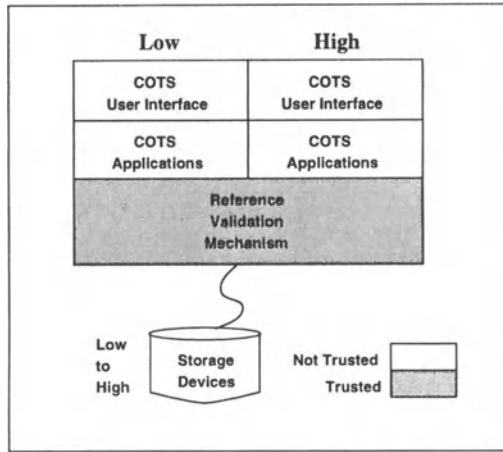 Low High
COTS
User Interface
COTS
User Interface
COTS
Applications
COTS
Applications
Reference
Validation
Mechanism
Low
to
High
Storage
Devices
Not Trusted
Trusted